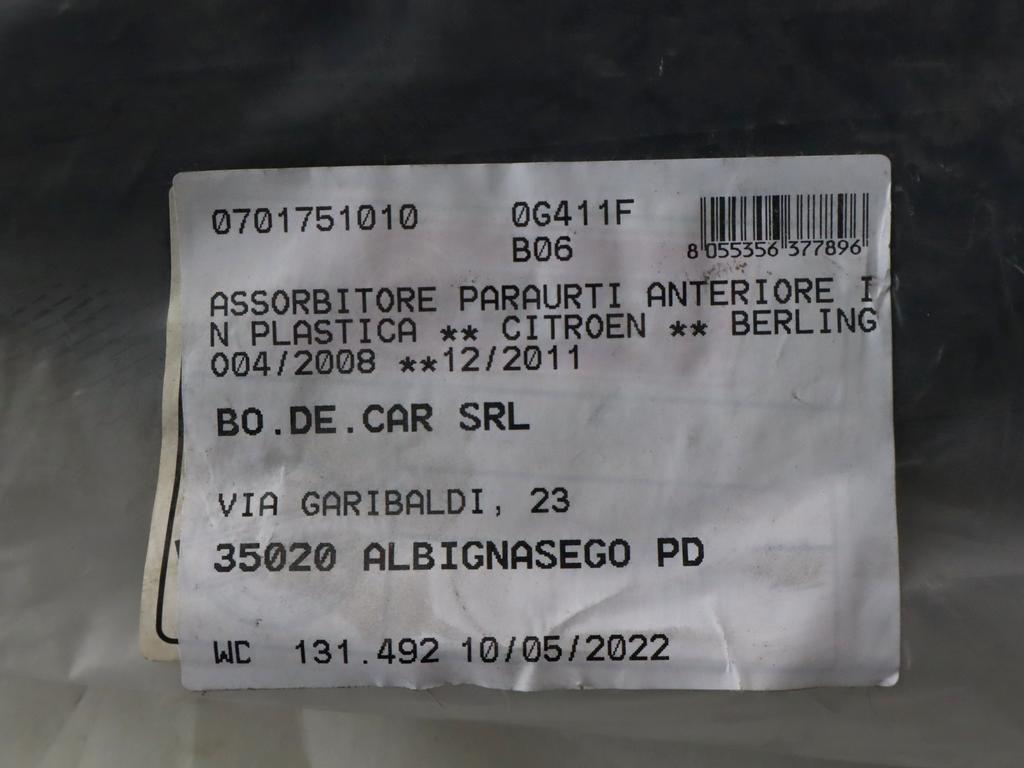 0701751010 0G411F
B06
8 055356 377896
ASSORBITORE PARAURTI ANTERIORE I
N PLASTICA ** CITROEN ** BERLING
O04/2008 **12/2011
BO.DE.CAR SRL
VIA GARIBALDI, 23
35020 ALBIGNASEGO PD
WC 131.492 10/05/2022